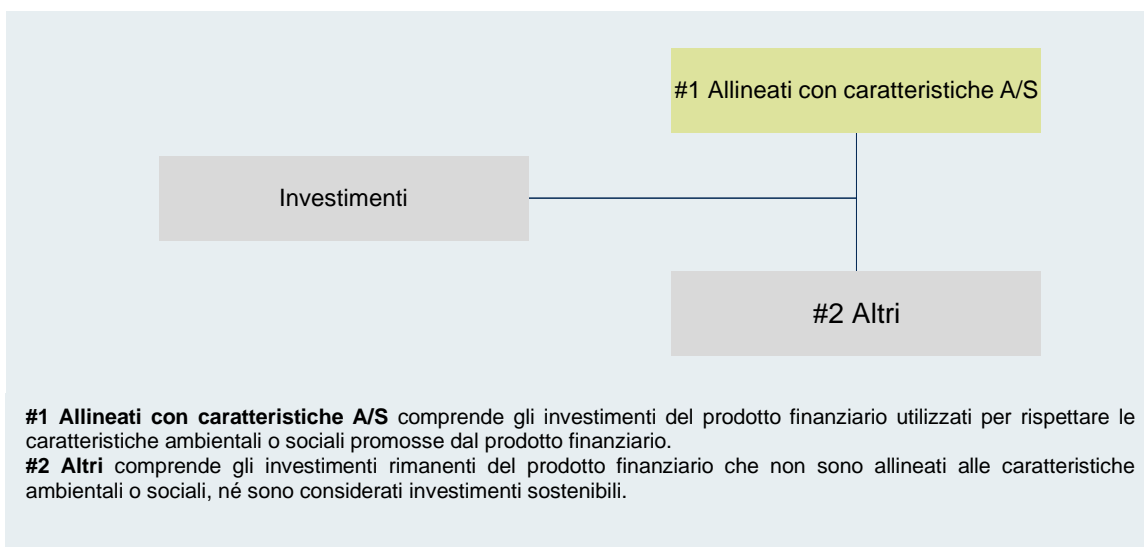 #1 Allineati con caratteristiche A/S
Investimenti
#2 Altri
#1 Allineati con caratteristiche A/S comprende gli investimenti del prodotto finanziario utilizzati per rispettare le
caratteristiche ambientali o sociali promosse dal prodotto finanziario.
#2 Altri comprende gli investimenti rimanenti del prodotto finanziario che non sono allineati alle caratteristiche
ambientali o sociali, né sono considerati investimenti sostenibili.